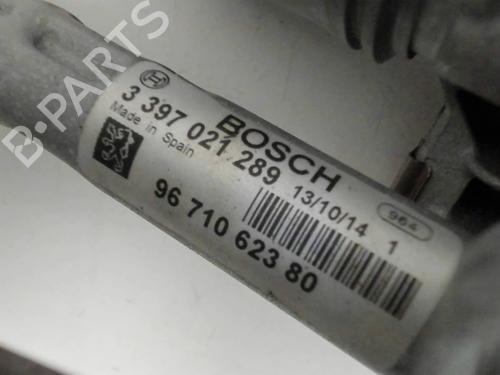 B-PARTS
BOSCH
3 397 021 289
Made in Spain
13/10/14 1
964
96 710 623 80